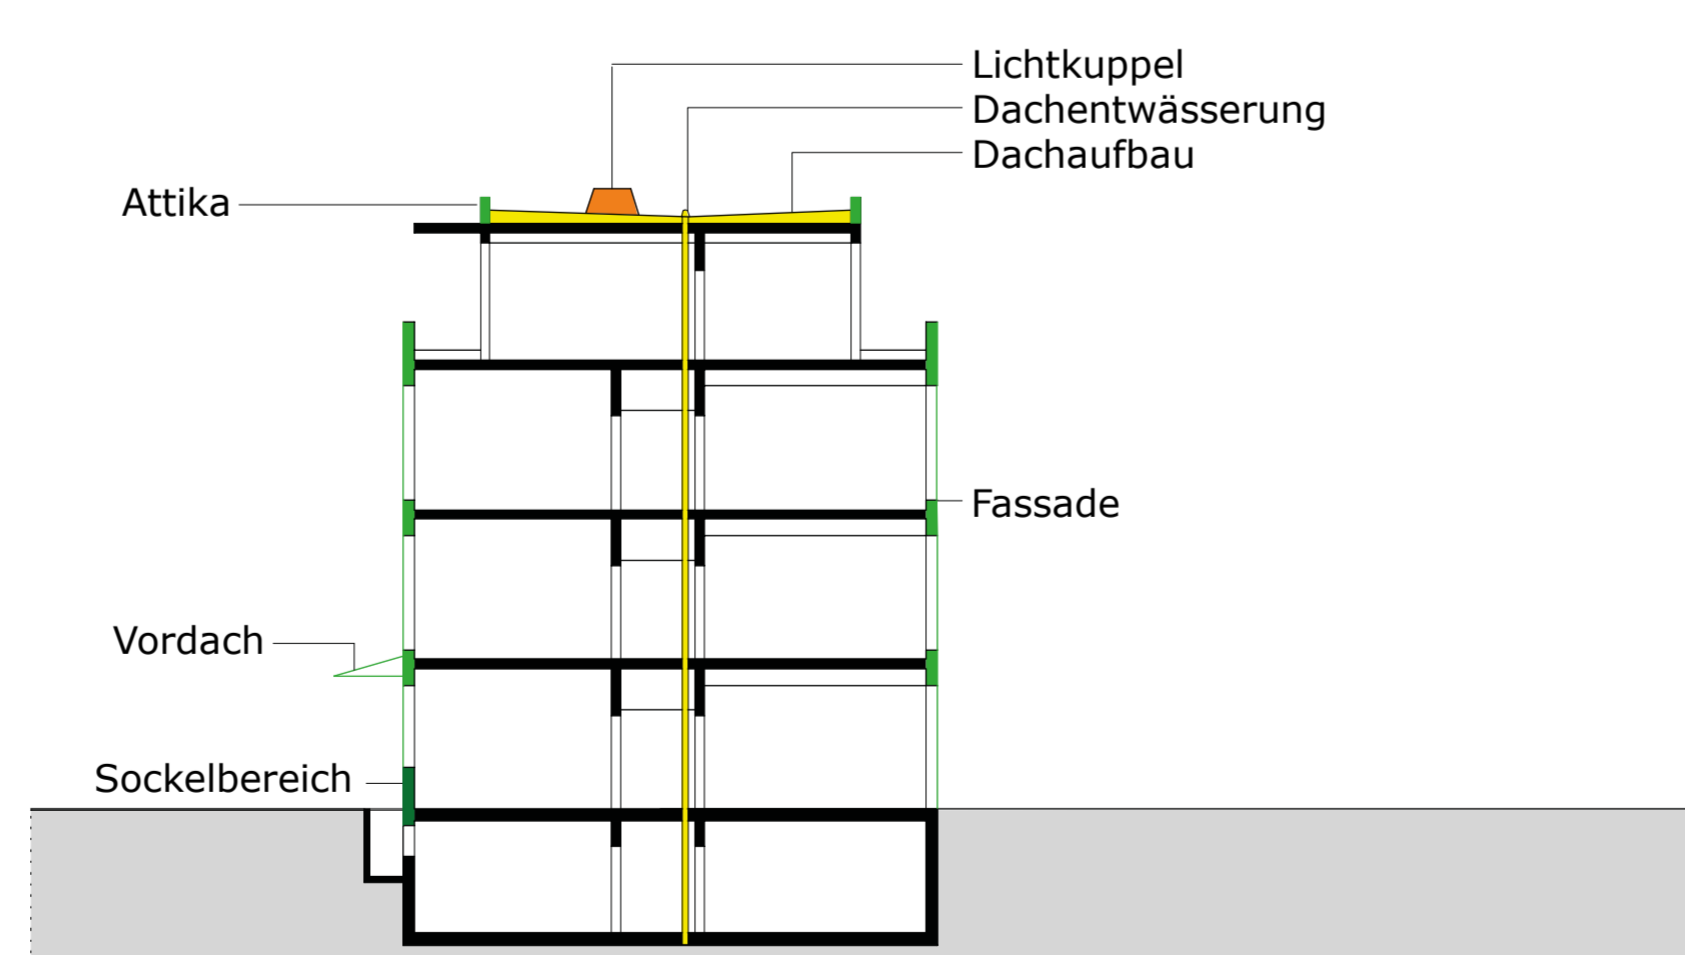 Lichtkuppel
Dachentwässerung
Dachaufbau
Attika
Fassade
Vordach
Sockelbereich